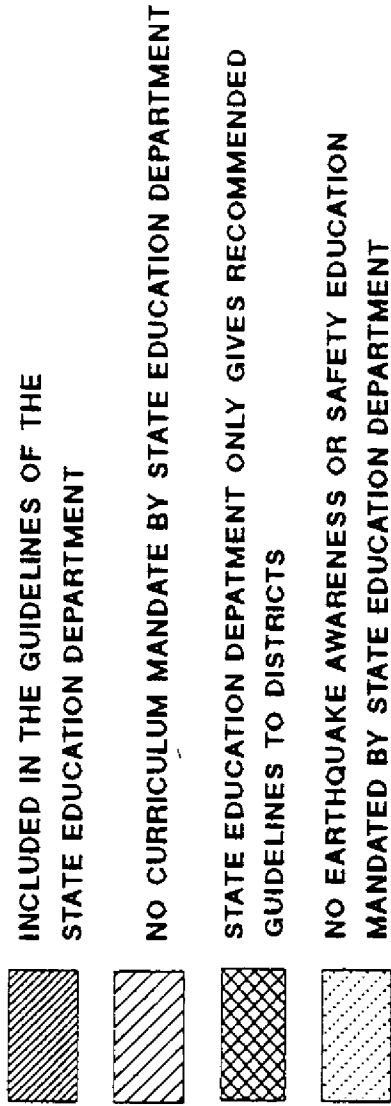 INCLUDED IN THE GUIDELINES OF THE
STATE EDUCATION DEPARTMENT
NO CURRICULUM MANDATE BY STATE EDUCATION DEPARTMENT
STATE EDUCATION DEPATMENT ONLY GIVES RECOMMENDED
GUIDELINES TO DISTRICTS
NO EARTHQUAKE AWARENESS OR SAFETY EDUCATION
MANDATED BY STATE EDUCATION DEPARTMENT